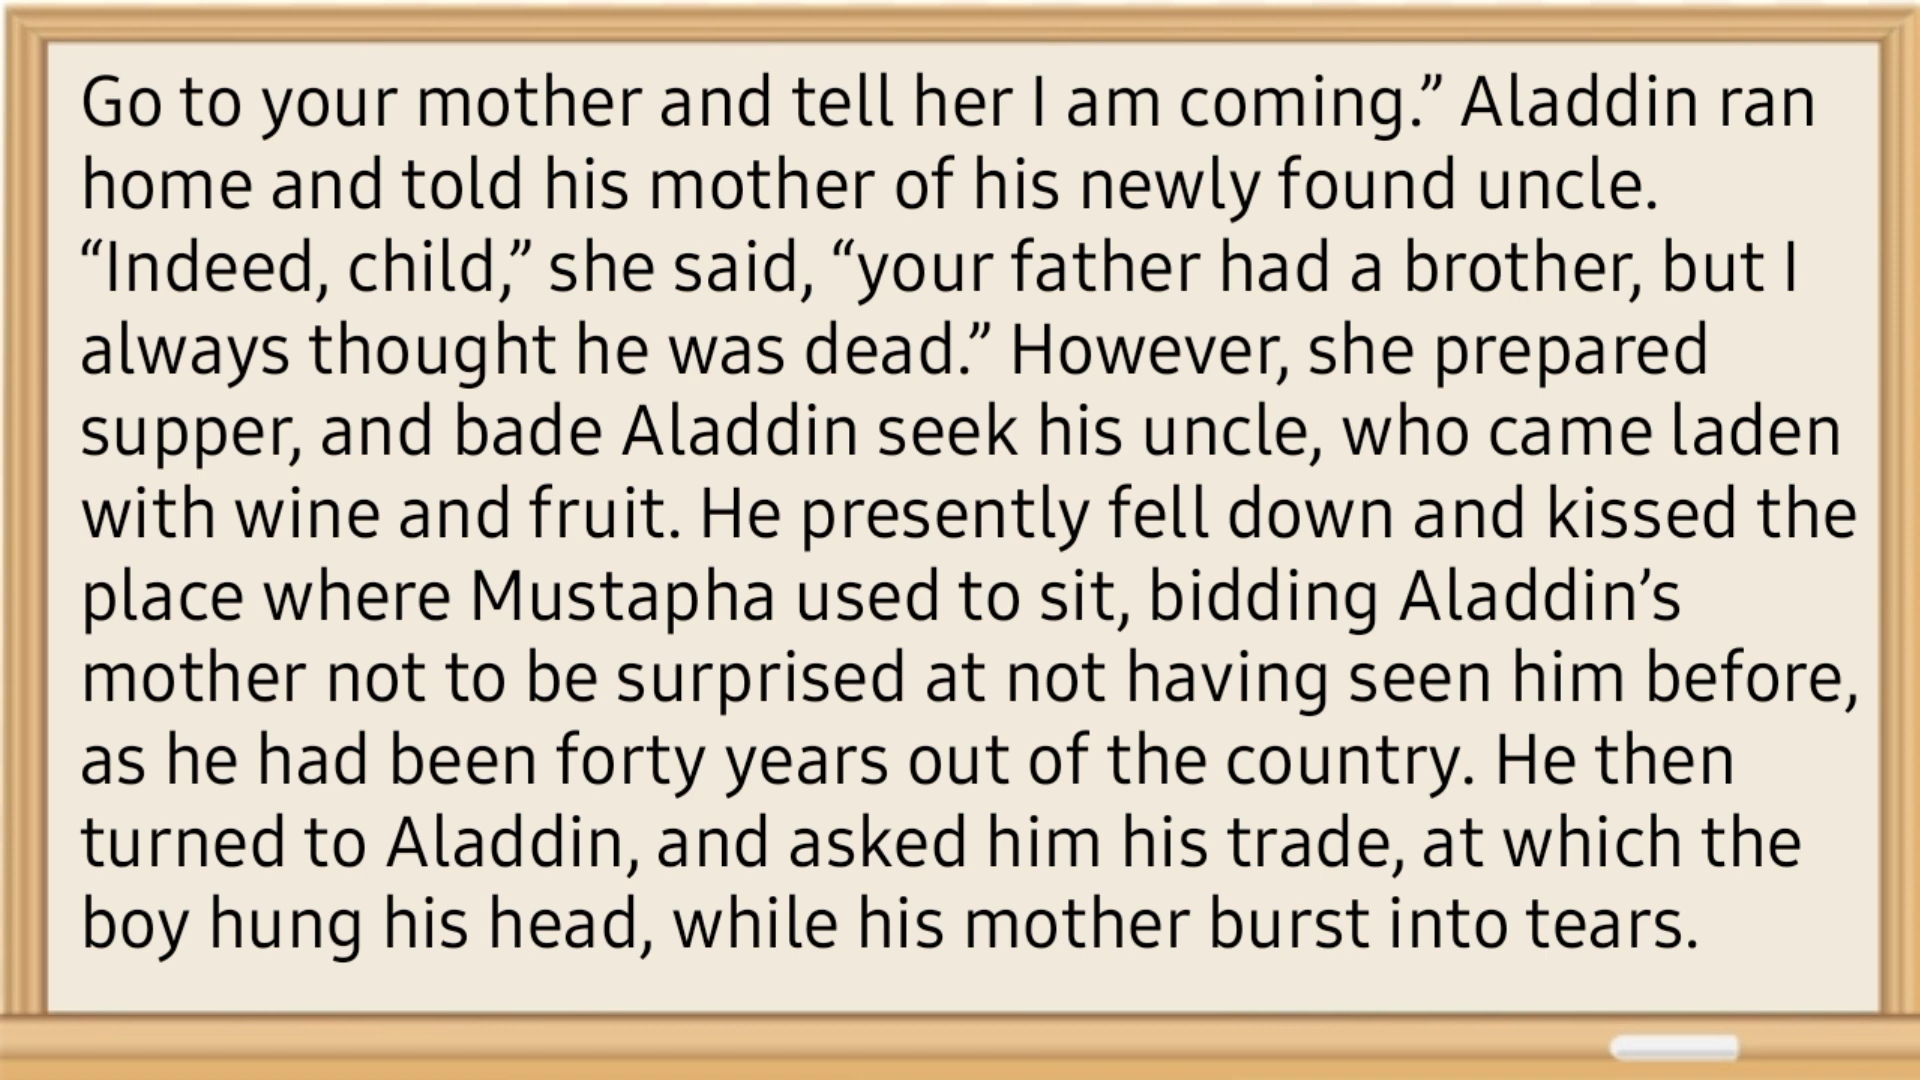 Go to your mother and tell her I am coming.” Aladdin ran
home and told his mother of his newly found uncle.
“Indeed, child,” she said, “your father had a brother, but I
always thought he was dead.” However, she prepared
supper, and bade Aladdin seek his uncle, who came laden
with wine and fruit. He presently fell down and kissed the
place where Mustapha used to sit, bidding Aladdin’s
mother not to be surprised at not having seen him before,
as he had been forty years out of the country. He then
turned to Aladdin, and asked him his trade, at which the
boy hung his head, while his mother burst into tears.